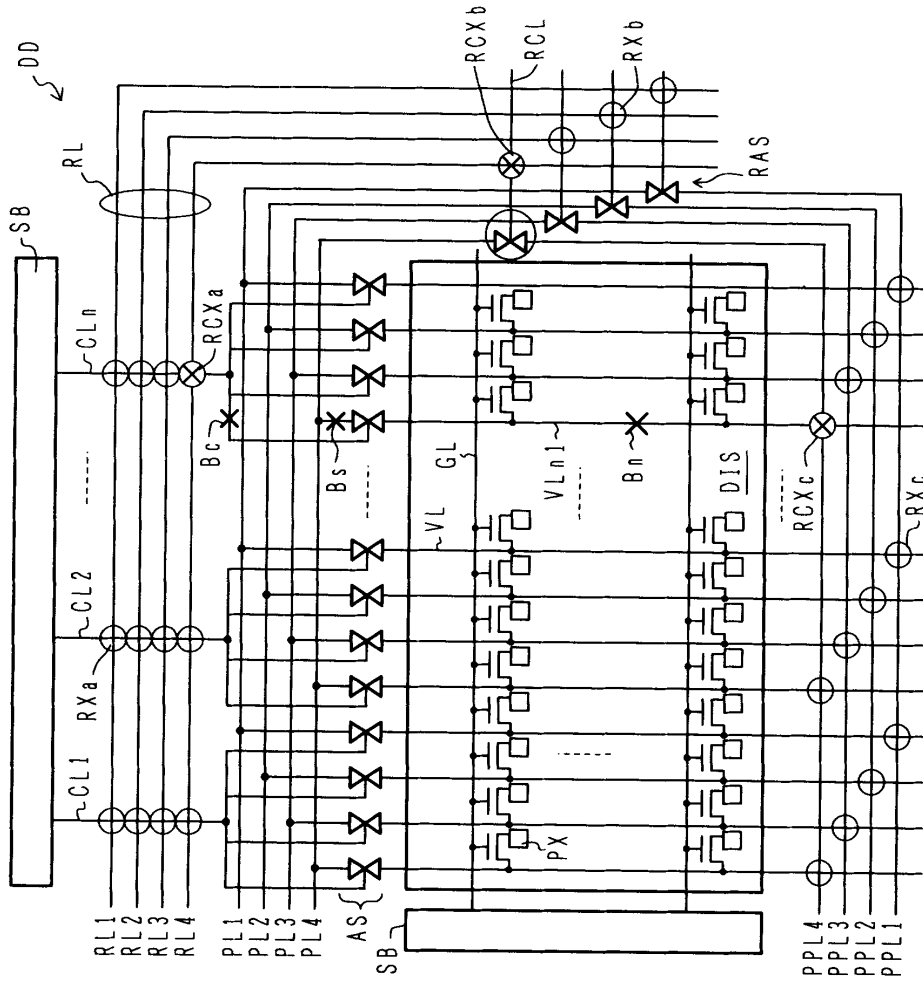 DD
SB
RL
CL1
CL2
CLn
RXa
RCXa
RCXb
RCL
RXb
RAS
RL1
RL2
RL3
RL4
PL1
PL2
PL3
PL4
Bc
Bs
AS
VL
GL
VLn1
Bn
DIS
PX
SB
RCXc
RXc
PPL4
PPL3
PPL2
PPL1